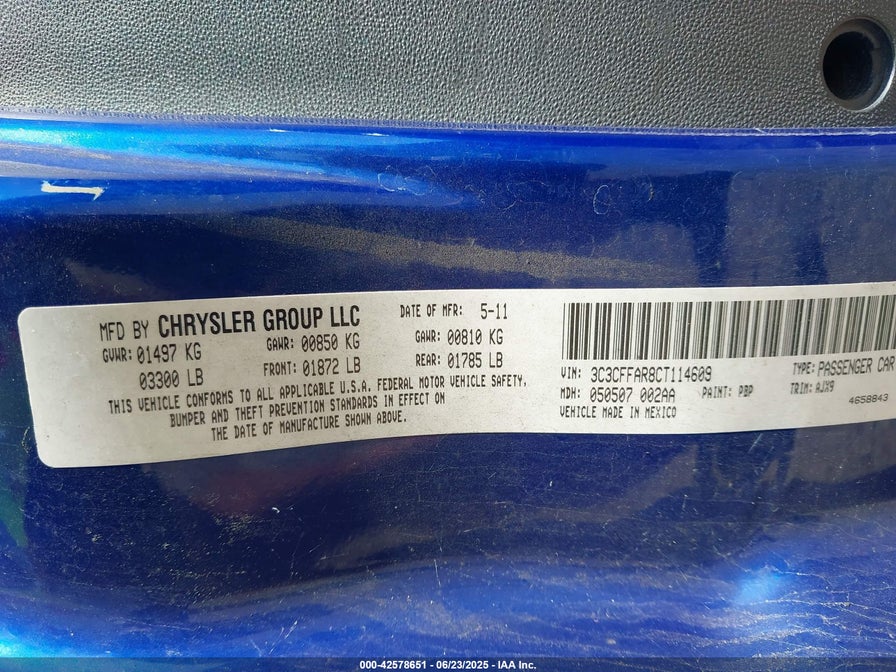 MFD BY CHRYSLER GROUP LLC
DATE OF MFR: 5-11
GVWR: 01497 KG
GAWR: 00850 KG
GAWR: 00810 KG
03300 LB
FRONT: 01872 LB
REAR: 01785 LB
THIS VEHICLE CONFORMS TO ALL APPLICABLE U.S.A. FEDERAL MOTOR VEHICLE SAFETY,
BUMPER AND THEFT PREVENTION STANDARDS IN EFFECT ON
THE DATE OF MANUFACTURE SHOWN ABOVE.
VIN: 3C3CFFAR8CT114609
TYPE: PASSENGER CAR
MDH: 050507 002AA
PAINT: PBP
TRIM: AJX9
VEHICLE MADE IN MEXICO
4658843
000-42578651 - 06/23/2025 - IAA Inc.